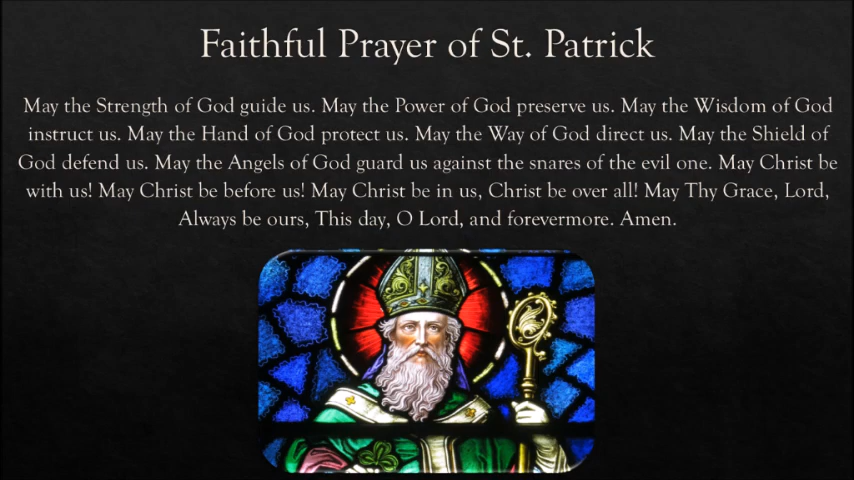 Faithful Prayer of St. Patrick
May the Strength of God guide us. May the Power of God preserve us. May the Wisdom of God
instruct us. May the Hand of God protect us. May the Way of God direct us. May the Shield of
God defend us. May the Angels of God guard us against the snares of the evil one. May Christ be
with us! May Christ be before us! May Christ be in us, Christ be over all! May Thy Grace, Lord,
Always be ours, This day, O Lord, and forevermore. Amen.